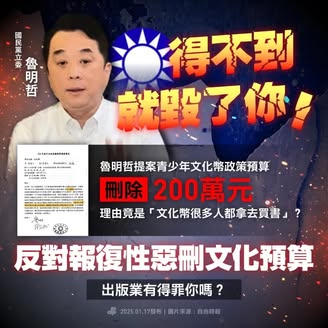 國民黨立委
魯明哲
得不到
就毀了你！
魯明哲提案青少年文化幣政策預算
刪除 200萬元
理由竟是「文化幣很多人都拿去買書」？
反對報復性惡刪文化預算
出版業有得罪你嗎？
2025.01.17發布｜圖片來源：自由時報